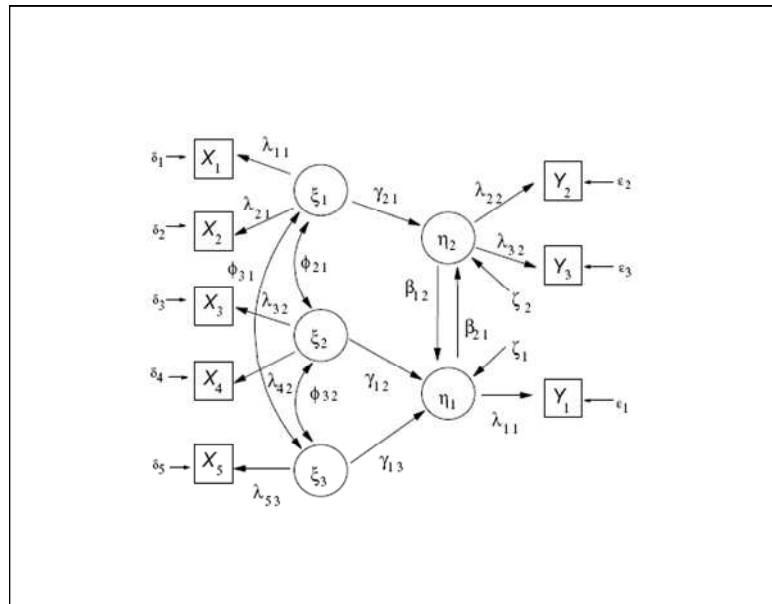 δ₁ X₁ λ₁₁
ξ₁ γ₂₁ λ₂₂ Y₂ ε₂
δ₂ X₂ λ₂₁
η₂ λ₃₂ Y₃ ε₃
ϕ₃₁ ϕ₂₁
δ₃ X₃ λ₃₂ β₁₂ ζ₂
ξ₂ β₂₁ ζ₁
δ₄ X₄ λ₄₂ ϕ₃₂ γ₁₂ η₁ λ₁₁ Y₁ ε₁
δ₅ X₅ λ₅₃ ξ₃ γ₁₃